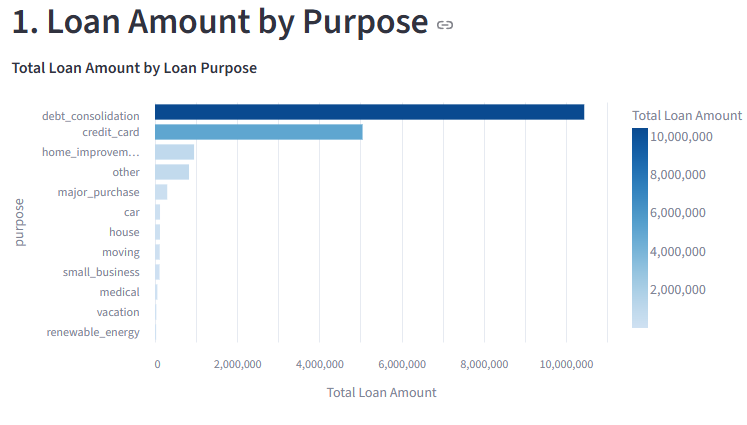 1. Loan Amount by Purpose
Total Loan Amount by Loan Purpose
debt_consolidation
credit_card
home_improvem…
other
major_purchase
car
house
moving
small_business
medical
vacation
renewable_energy
purpose
0 2,000,000 4,000,000 6,000,000 8,000,000 10,000,000
Total Loan Amount
Total Loan Amount
10,000,000
8,000,000
6,000,000
4,000,000
2,000,000